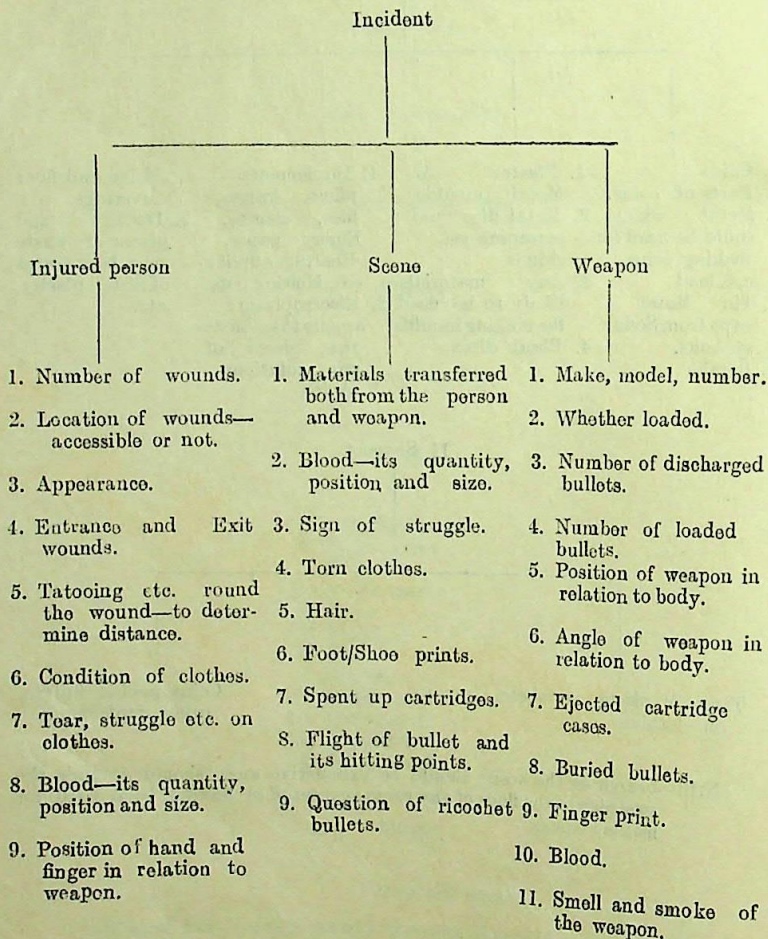 Incident
Injured person
Scene
Weapon
1. Number of wounds.
2. Location of wounds—
accessible or not.
3. Appearance.
4. Entrance and Exit
wounds.
5. Tatooing etc. round
the wound—to deter-
mine distance.
6. Condition of clothes.
7. Tear, struggle etc. on
clothes.
8. Blood—its quantity,
position and size.
9. Position of hand and
finger in relation to
weapon.
1. Materials transferred
both from the person
and weapon.
2. Blood—its quantity,
position and size.
3. Sign of struggle.
4. Torn clothes.
5. Hair.
6. Foot/Shoe prints.
7. Spent up cartridges.
8. Flight of bullet and
its hitting points.
9. Question of ricochet
bullets.
1. Make, model, number.
2. Whether loaded.
3. Number of discharged
bullets.
4. Number of loaded
bullets.
5. Position of weapon in
relation to body.
6. Angle of weapon in
relation to body.
7. Ejected cartridge
cases.
8. Buried bullets.
9. Finger print.
10. Blood.
11. Smell and smoke of
the weapon.